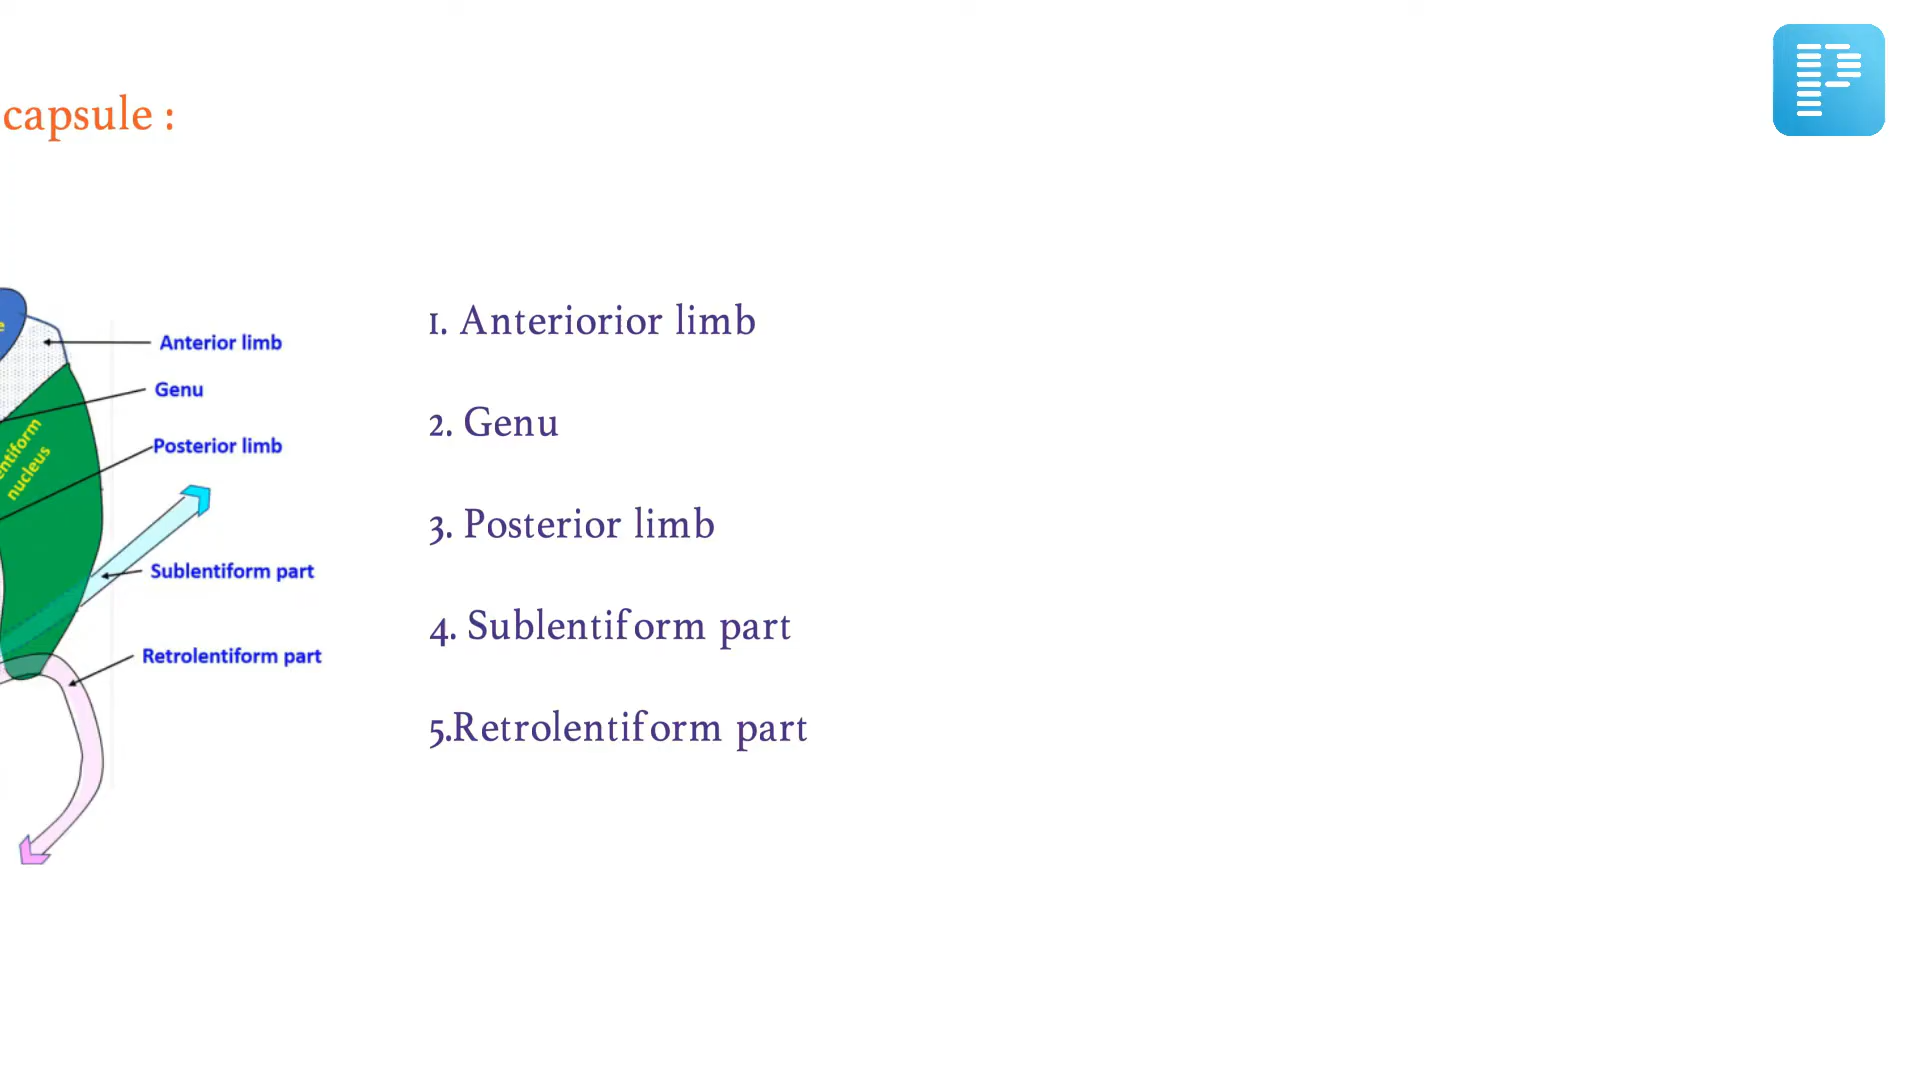 capsule :
Anterior limb
Genu
Posterior limb
nucleus
Sublentiform part
Retrolentiform part
1. Anteriorior limb
2. Genu
3. Posterior limb
4. Sublentiform part
5.Retrolentiform part